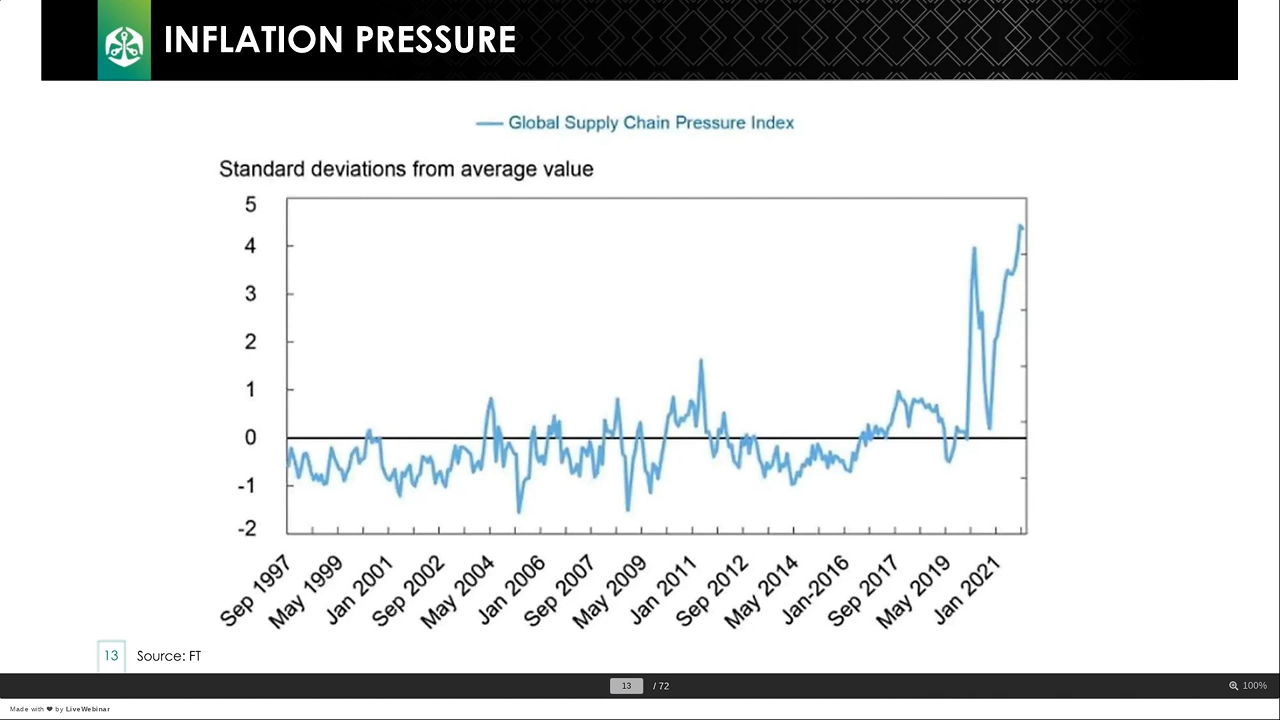 INFLATION PRESSURE
Global Supply Chain Pressure Index
Standard deviations from average value
5
4
3
2
1
0
-1
-2
Sep 1997
May 1999
Jan 2001
Sep 2002
May 2004
Jan 2006
Sep 2007
May 2009
Jan 2011
Sep 2012
May 2014
Jan-2016
Sep 2017
May 2019
Jan 2021
13 Source: FT
13 / 72 100%
Made with ❤ by LiveWebinar